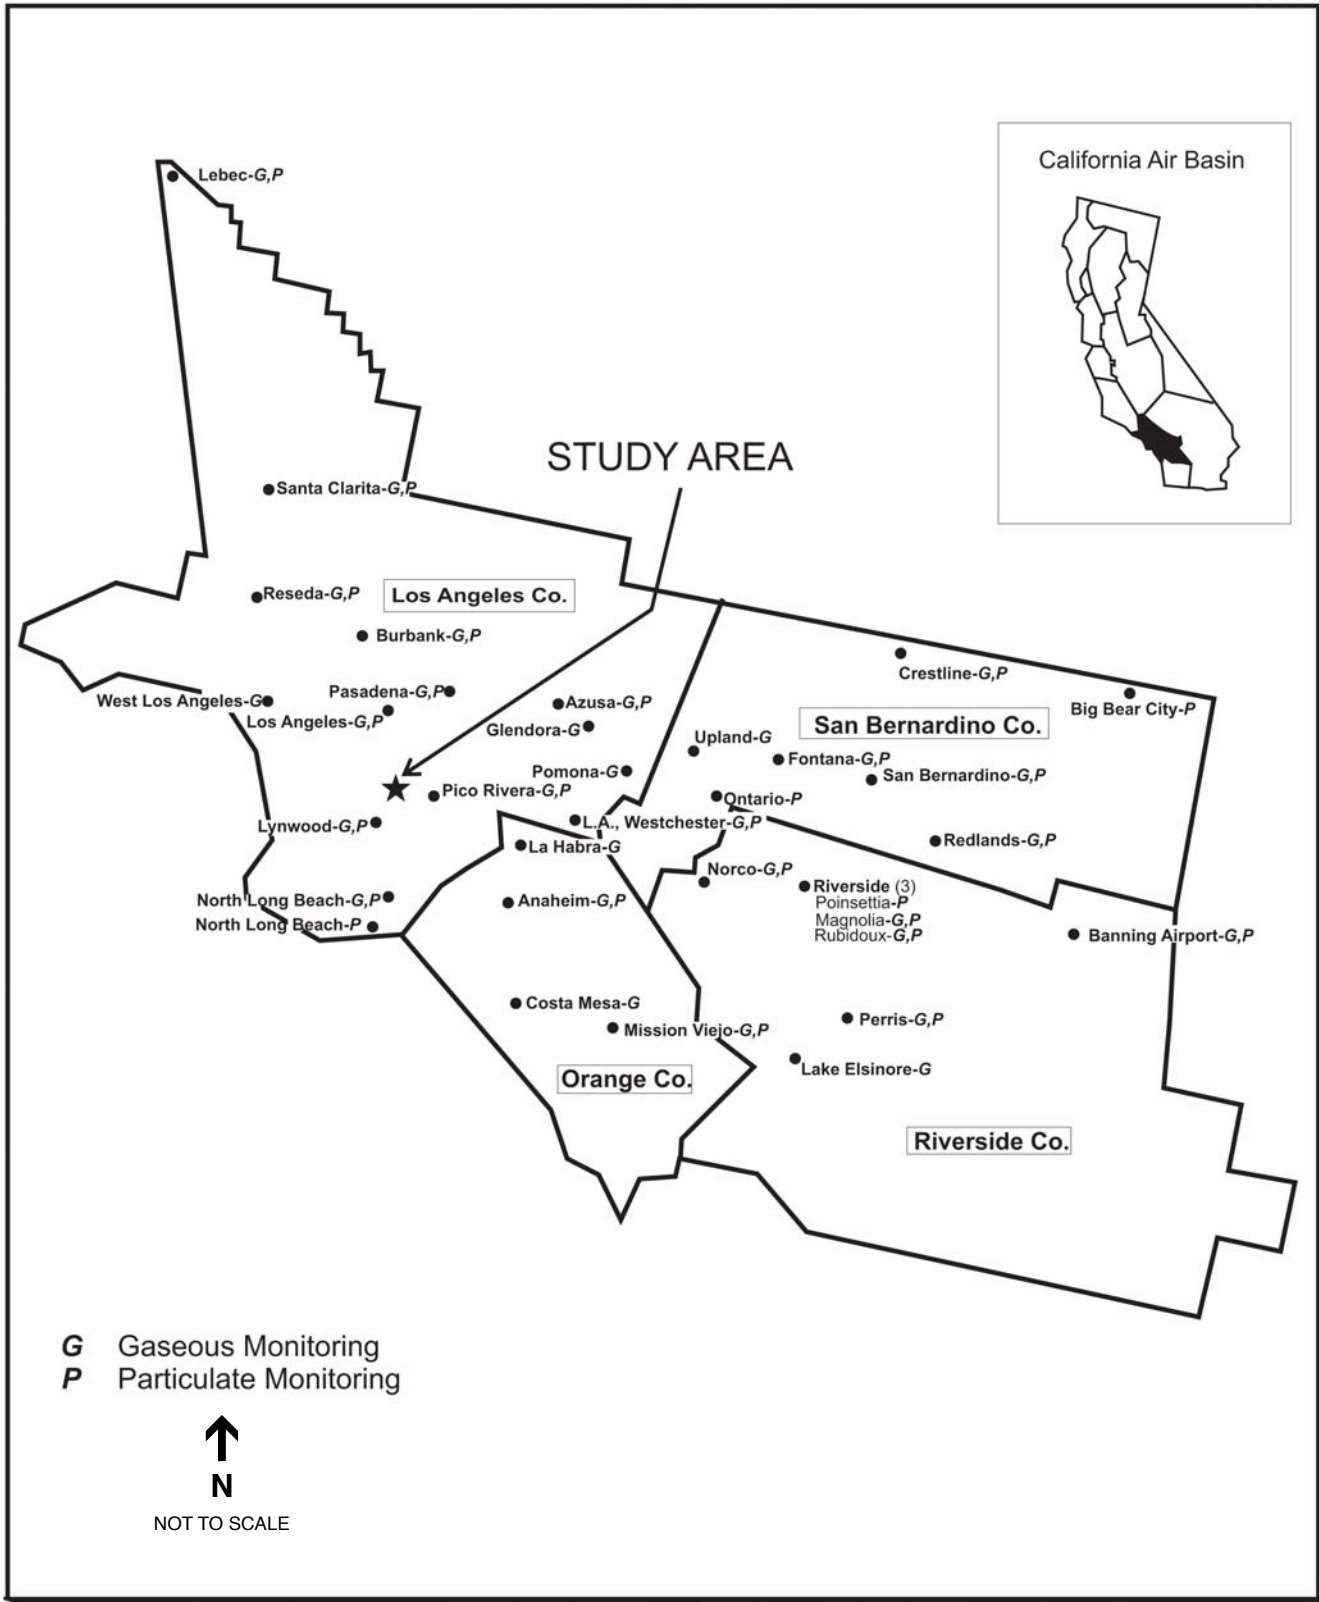 California Air Basin
Lebec-G,P
STUDY AREA
Santa Clarita-G,P
Reseda-G,P
Los Angeles Co.
Burbank-G,P
Crestline-G,P
Pasadena-G,P
West Los Angeles-G
Azusa-G,P
Big Bear City-P
Los Angeles-G,P
Glendora-G
San Bernardino Co.
Upland-G
Fontana-G,P
Pomona-G
San Bernardino-G,P
Pico Rivera-G,P
Ontario-P
Lynwood-G,P
L.A., Westchester-G,P
La Habra-G
Redlands-G,P
Norco-G,P
Riverside (3)
Poinsettia-P
Magnolia-G,P
Rubidoux-G,P
North Long Beach-G,P
Anaheim-G,P
North Long Beach-P
Banning Airport-G,P
Costa Mesa-G
Mission Viejo-G,P
Perris-G,P
Lake Elsinore-G
Orange Co.
Riverside Co.
G Gaseous Monitoring
P Particulate Monitoring
N
NOT TO SCALE